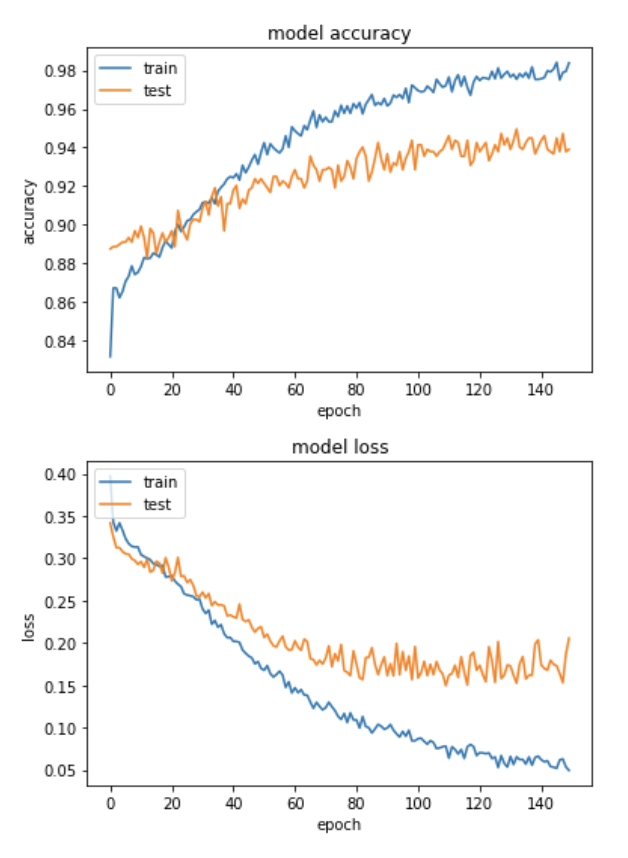 model accuracy
train
test
0.98
0.96
0.94
0.92
0.90
0.88
0.86
0.84
accuracy
0 20 40 60 80 100 120 140
epoch
model loss
train
test
0.40
0.35
0.30
0.25
0.20
0.15
0.10
0.05
loss
0 20 40 60 80 100 120 140
epoch